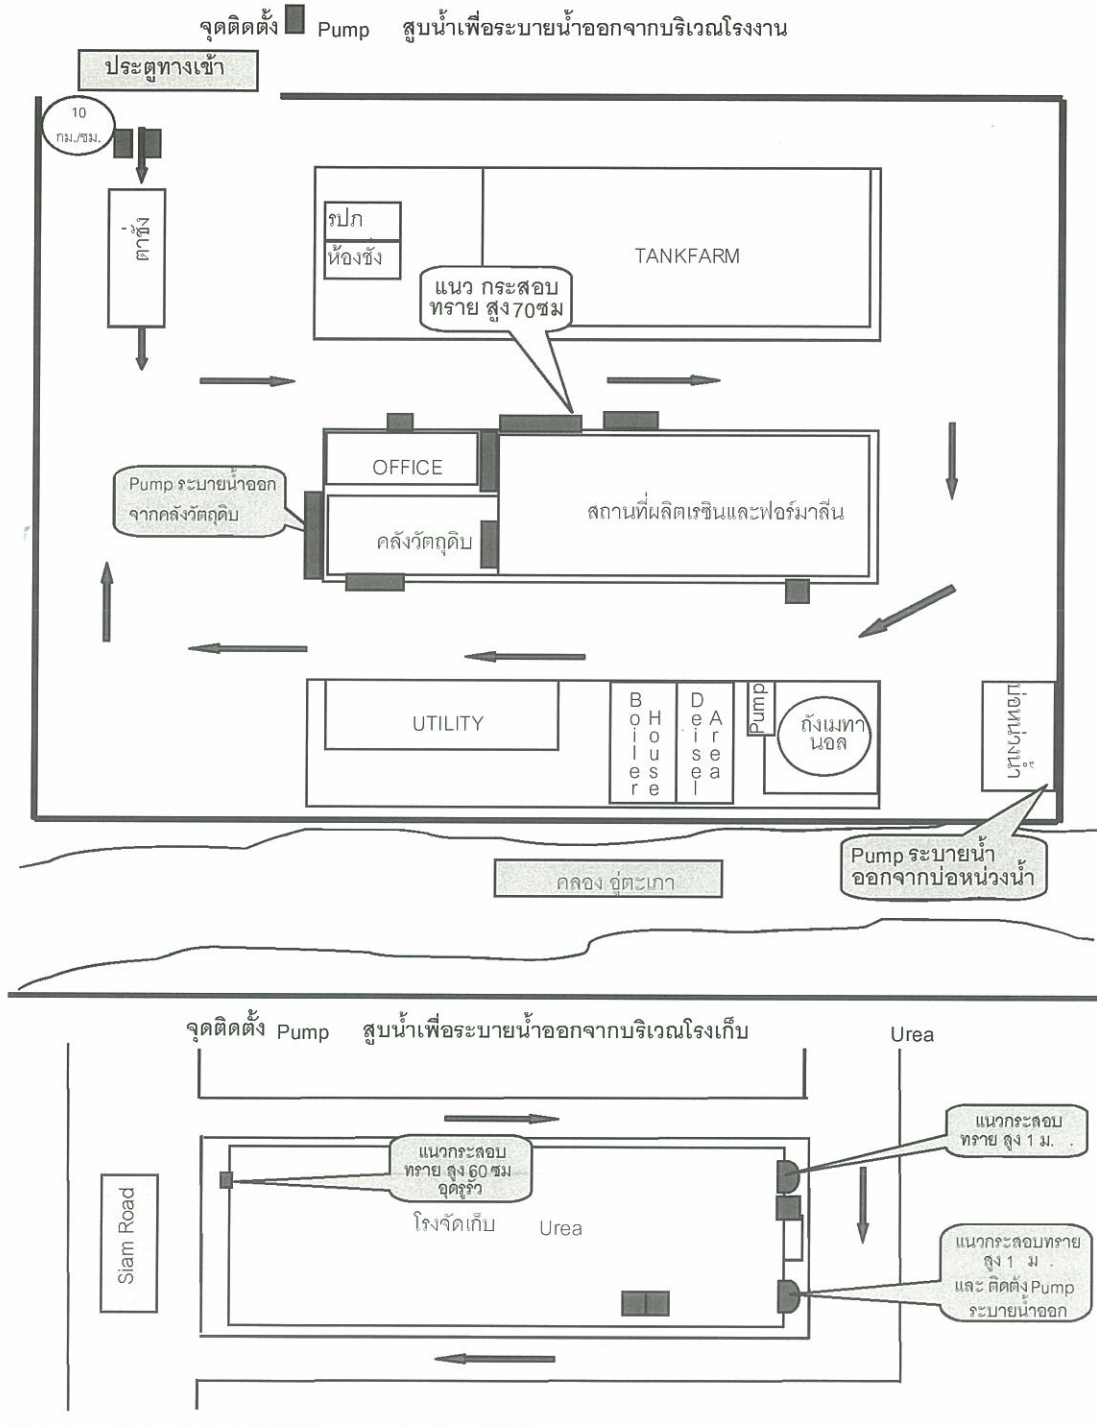 จุดติดตั้ง Pump สูบน้ำเพื่อระบายน้ำออกจากบริเวณโรงงาน
ประตูทางเข้า
10
กม./ชม.
ตาชั่ง
รปภ
ห้องชั่ง
TANKFARM
แนว กระสอบ
ทราย สูง70ซม
OFFICE
Pump ระบายน้ำออก
จากคลังวัตถุดิบ
คลังวัตถุดิบ
สถานที่ผลิตเรซินและฟอร์มาลีน
UTILITY
Boiler
House
Deisel
Area
Pump
ถังเมทา
นอล
บ่อหน่วงน้ำ
Pump ระบายน้ำ
ออกจากบ่อหน่วงน้ำ
คลอง อู่ตะเภา
จุดติดตั้ง Pump สูบน้ำเพื่อระบายน้ำออกจากบริเวณโรงเก็บ Urea
แนวกระสอบ
ทราย สูง 1 ม. .
แนวกระสอบ
ทราย สูง 60 ซม
อุดรูรั่ว
โรงจัดเก็บ Urea
Siam Road
แนวกระสอบทราย
สูง 1 ม .
และ ติดตั้ง Pump
ระบายน้ำออก